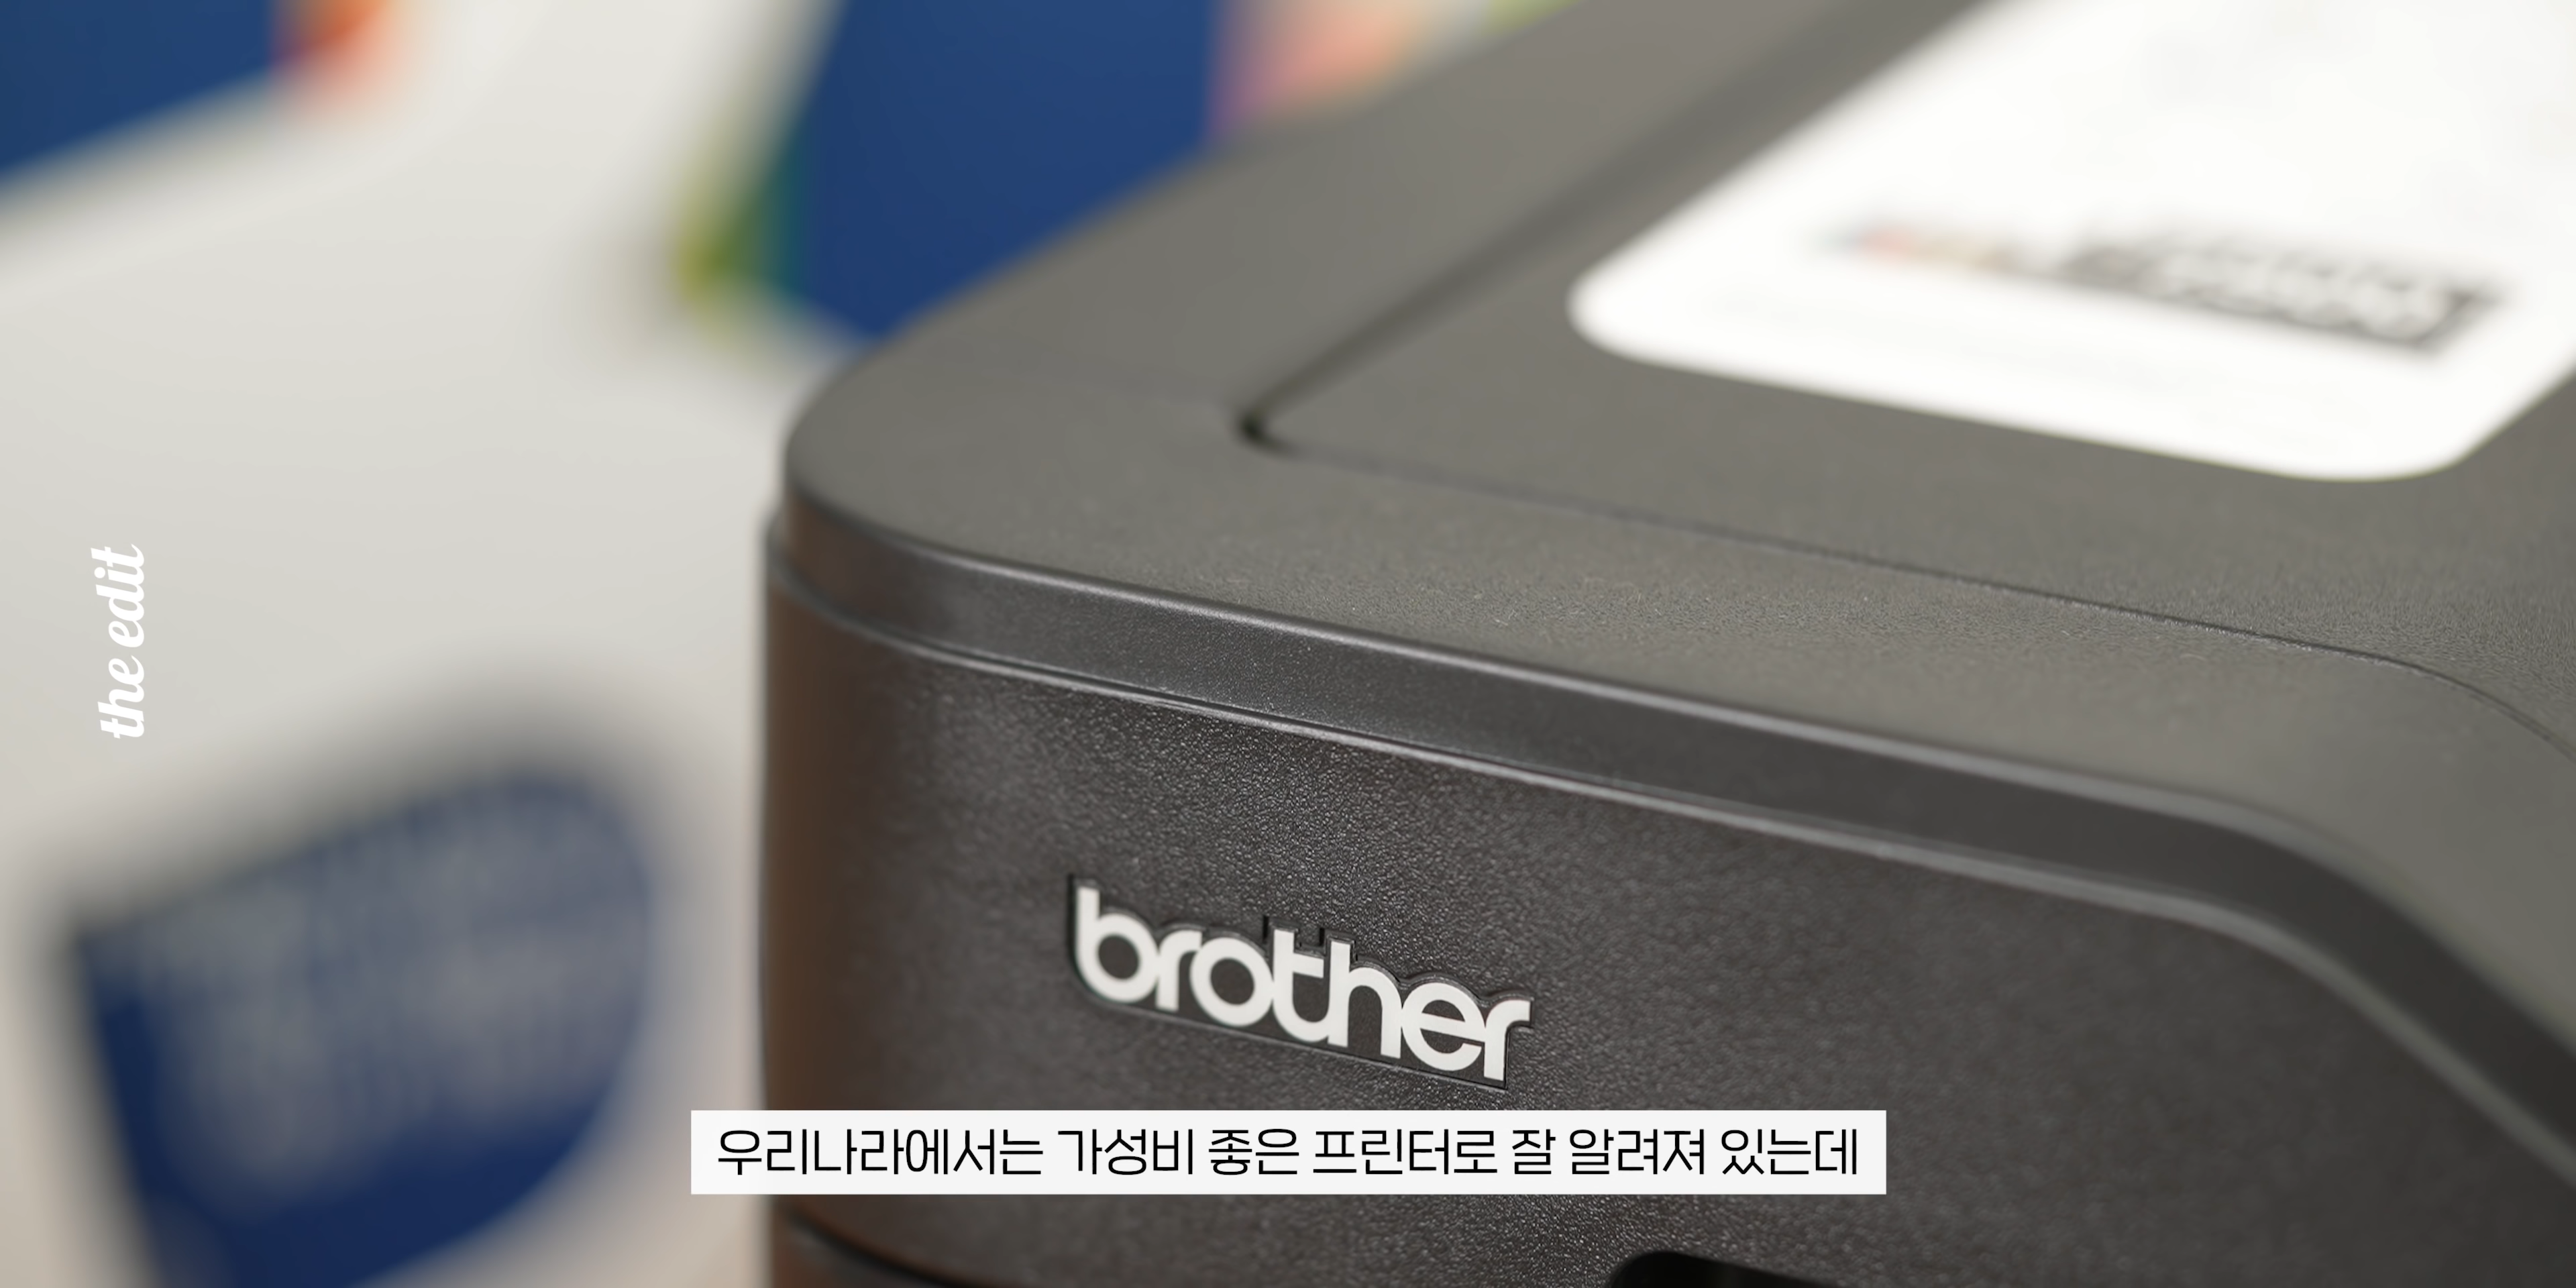 the edit
brother
우리나라에서는 가성비 좋은 프린터로 잘 알려져 있는데